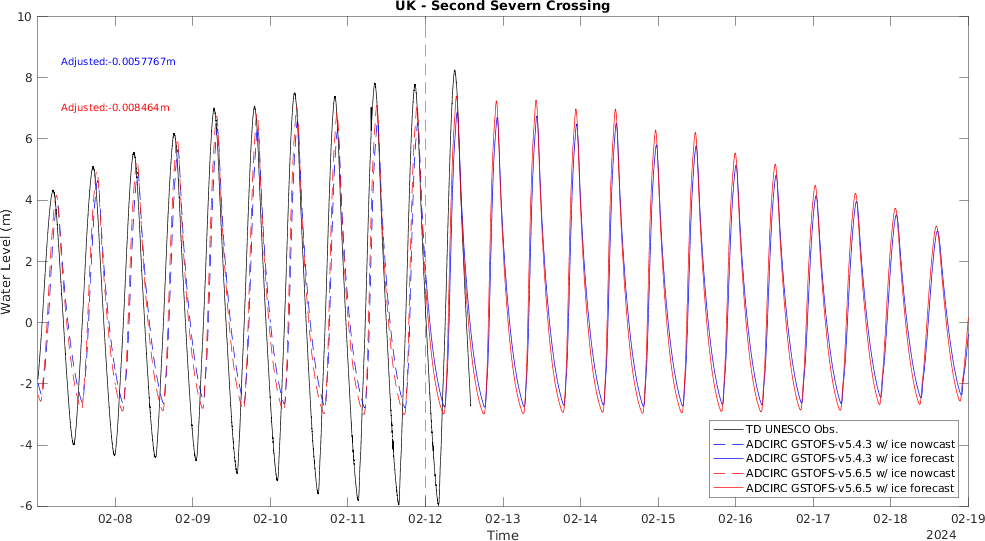 UK - Second Severn Crossing
10
8
6
4
2
0
-2
-4
-6
Water Level (m)
Adjusted:-0.0057767m
Adjusted:-0.008464m
TD UNESCO Obs.
ADCIRC GSTOFS-v5.4.3 w/ ice nowcast
ADCIRC GSTOFS-v5.4.3 w/ ice forecast
ADCIRC GSTOFS-v5.6.5 w/ ice nowcast
ADCIRC GSTOFS-v5.6.5 w/ ice forecast
02-08 02-09 02-10 02-11 02-12 02-13 02-14 02-15 02-16 02-17 02-18 02-19
Time
2024